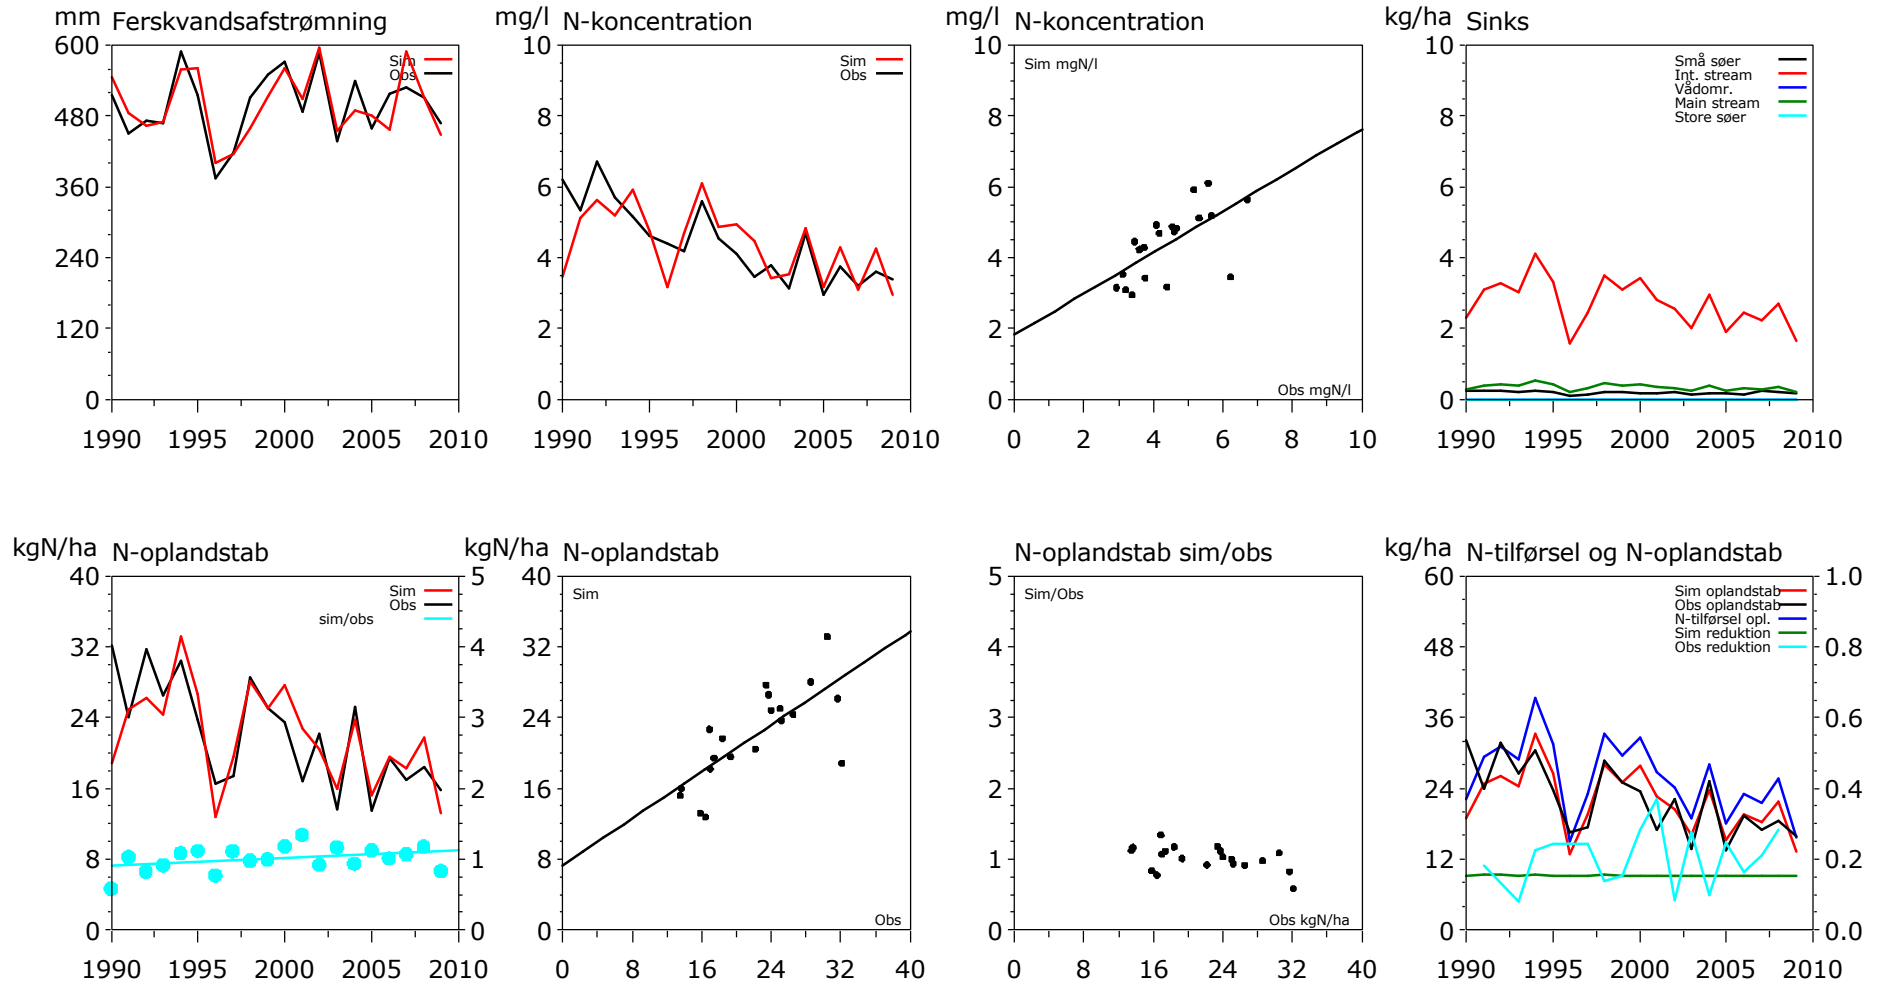 mm Ferskvandsafstrømning
600
480
360
240
120
0
Sim
Obs
1990 1995 2000 2005 2010
mg/l N-koncentration
10
8
6
4
2
0
Sim
Obs
1990 1995 2000 2005 2010
mg/l N-koncentration
10
8
6
4
2
0
Sim mgN/l
Obs mgN/l
0 4 6 8 10
kg/ha Sinks
10
8
6
4
2
0
Små søer
Int. stream
Vådomr.
Main stream
Store søer
1990 1995 2000 2005 2010
kgN/ha N-oplandstab
40
32
24
16
8
0
Sim
Obs
sim/obs
5
4
3
2
1
0
1990 1995 2000 2005 2010
kgN/ha N-oplandstab
40
32
24
16
8
0
Sim
Obs
0 8 16 24 32 40
N-oplandstab sim/obs
5
4
3
3
2
1
0
Sim/Obs
Obs kgN/ha
0 8 16 24 32 40
kg/ha N-tilførsel og N-oplandstab
60
48
36
24
12
0
Sim oplandstab
Obs oplandstab
N-tilførsel opl.
Sim reduktion
Obs reduktion
1.0
0.8
0.6
0.4
0.2
0.0
1990 1995 2000 2005 2010